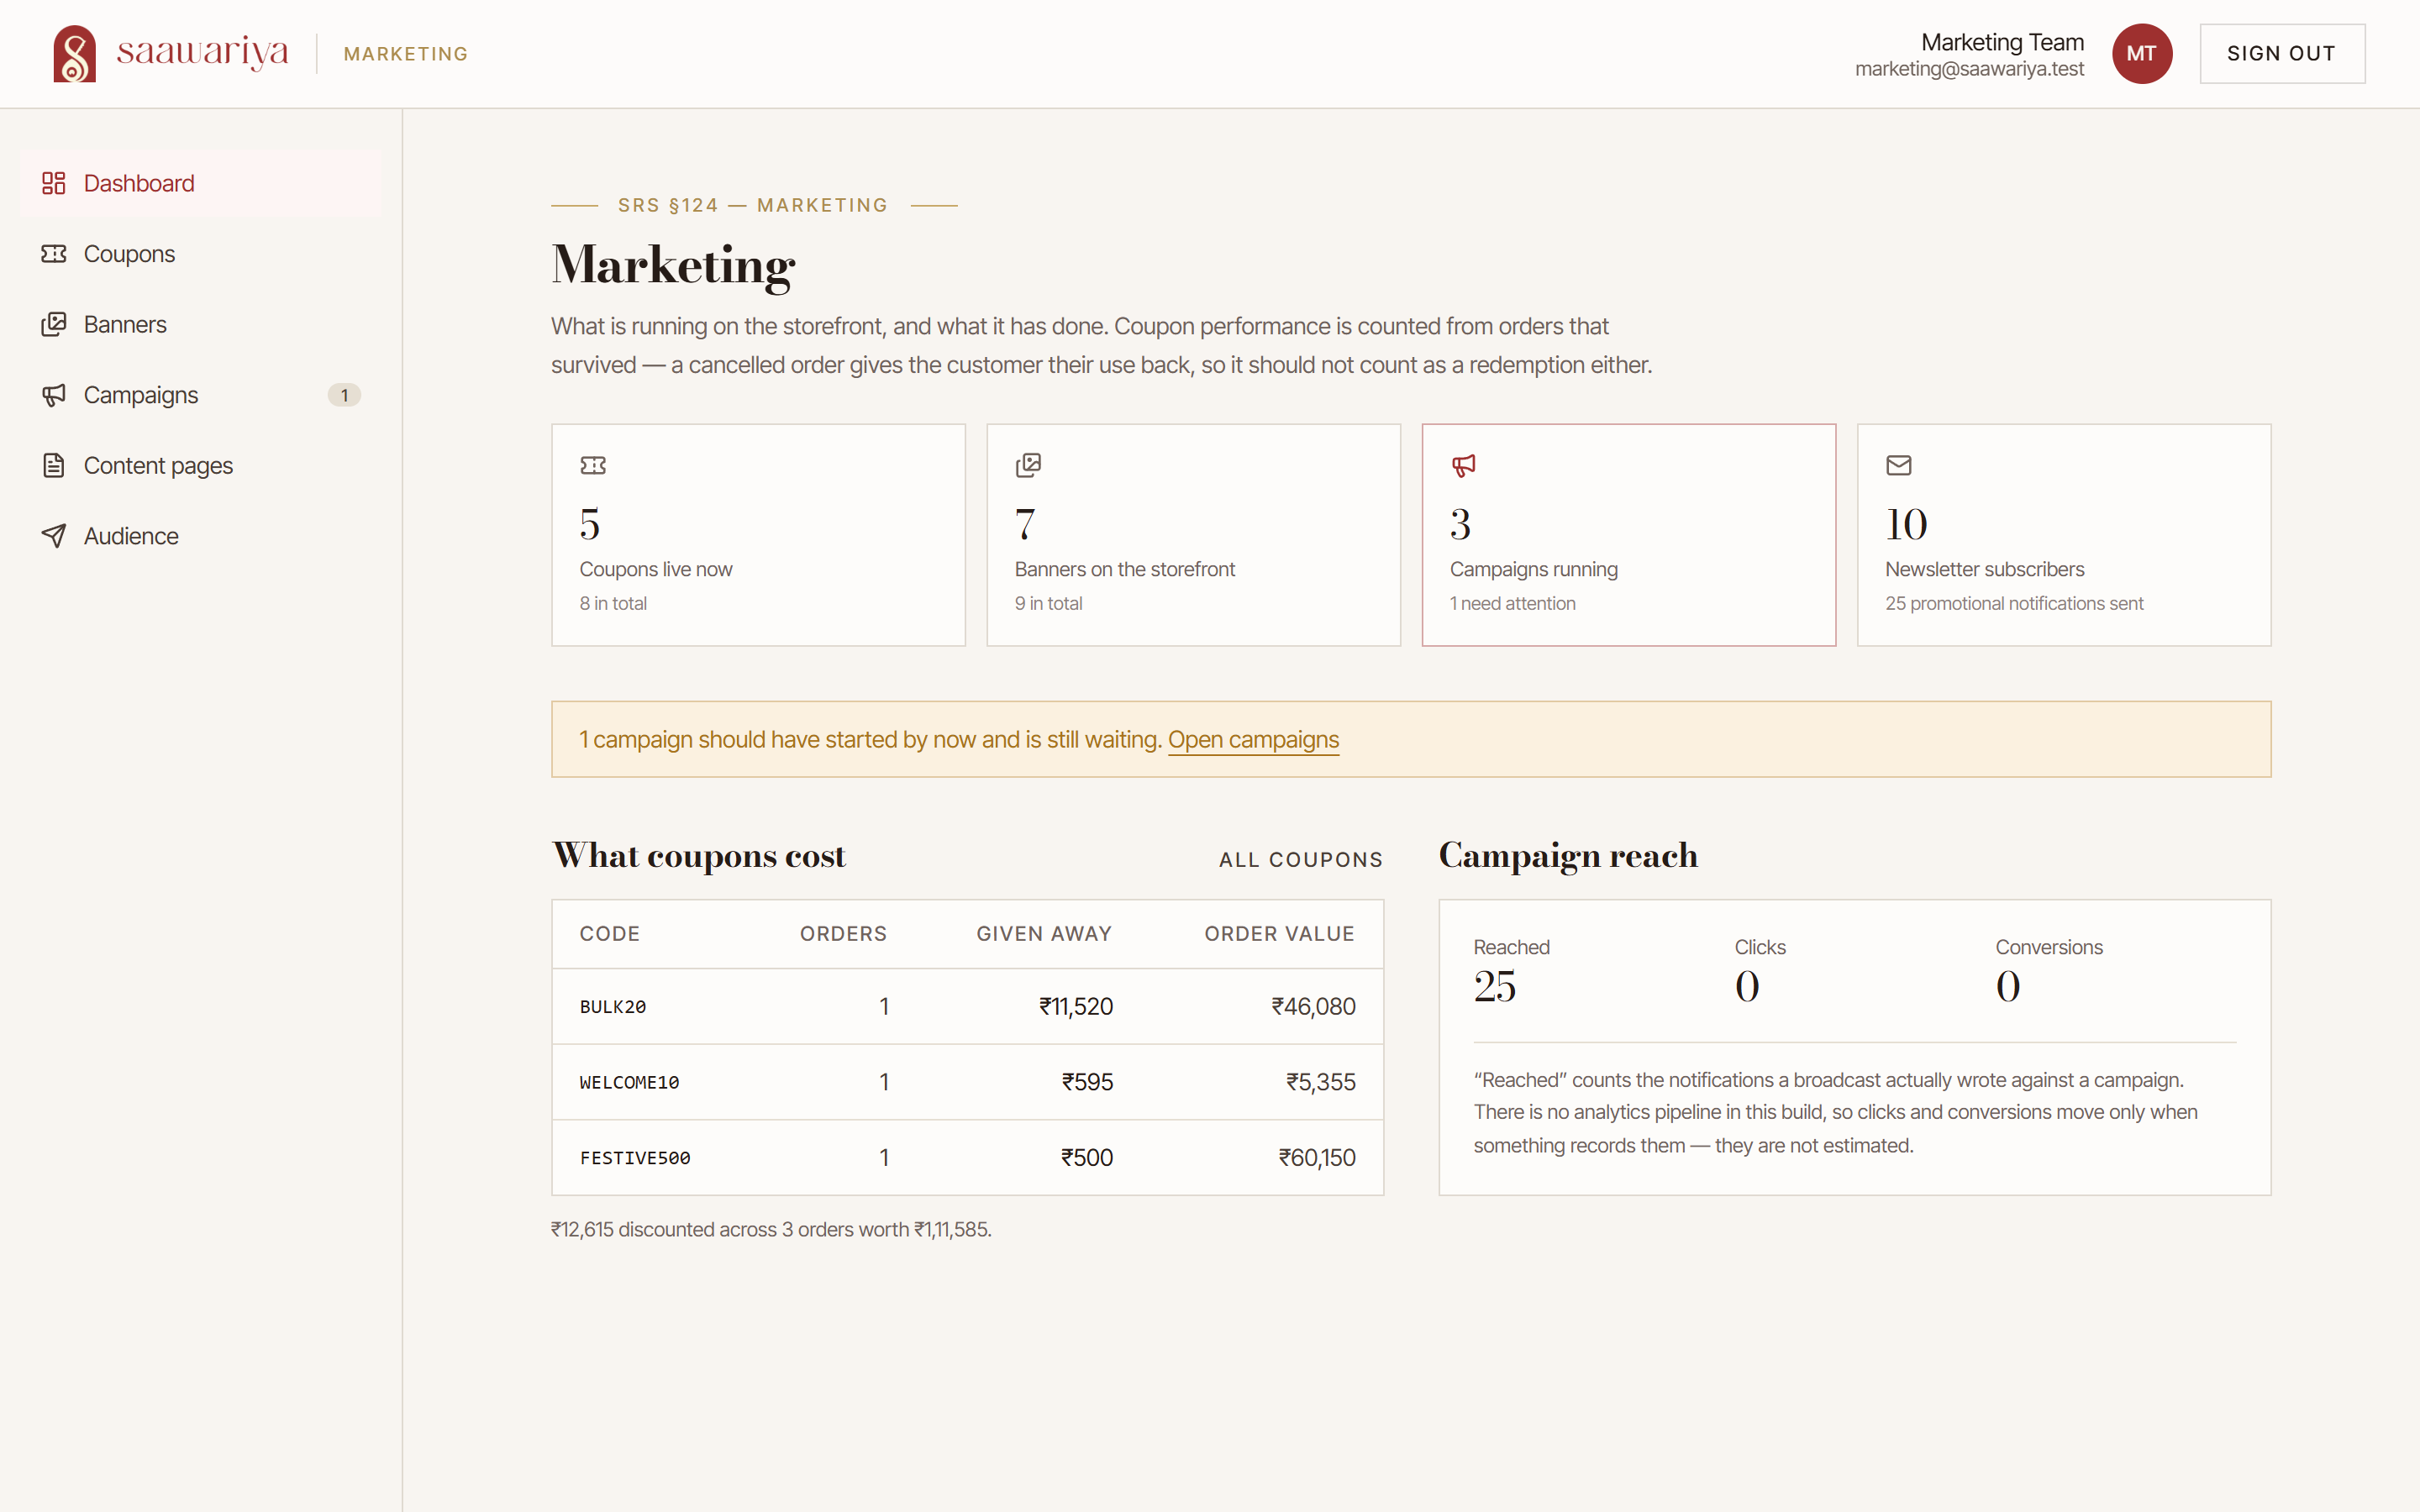 saawariya
MARKETING
Marketing Team
marketing@saawariya.test
MT
SIGN OUT
Dashboard
Coupons
Banners
Campaigns 1
Content pages
Audience
SRS §124 — MARKETING
Marketing
What is running on the storefront, and what it has done. Coupon performance is counted from orders that
survived — a cancelled order gives the customer their use back, so it should not count as a redemption either.
5
Coupons live now
8 in total
7
Banners on the storefront
9 in total
3
Campaigns running
1 need attention
10
Newsletter subscribers
25 promotional notifications sent
1 campaign should have started by now and is still waiting. Open campaigns
What coupons cost
ALL COUPONS
CODE ORDERS GIVEN AWAY ORDER VALUE
BULK20 1 ₹11,520 ₹46,080
WELCOME10 1 ₹595 ₹5,355
FESTIVE500 1 ₹500 ₹60,150
₹12,615 discounted across 3 orders worth ₹1,11,585.
Campaign reach
Reached Clicks Conversions
25 0 0
“Reached” counts the notifications a broadcast actually wrote against a campaign.
There is no analytics pipeline in this build, so clicks and conversions move only when
something records them — they are not estimated.